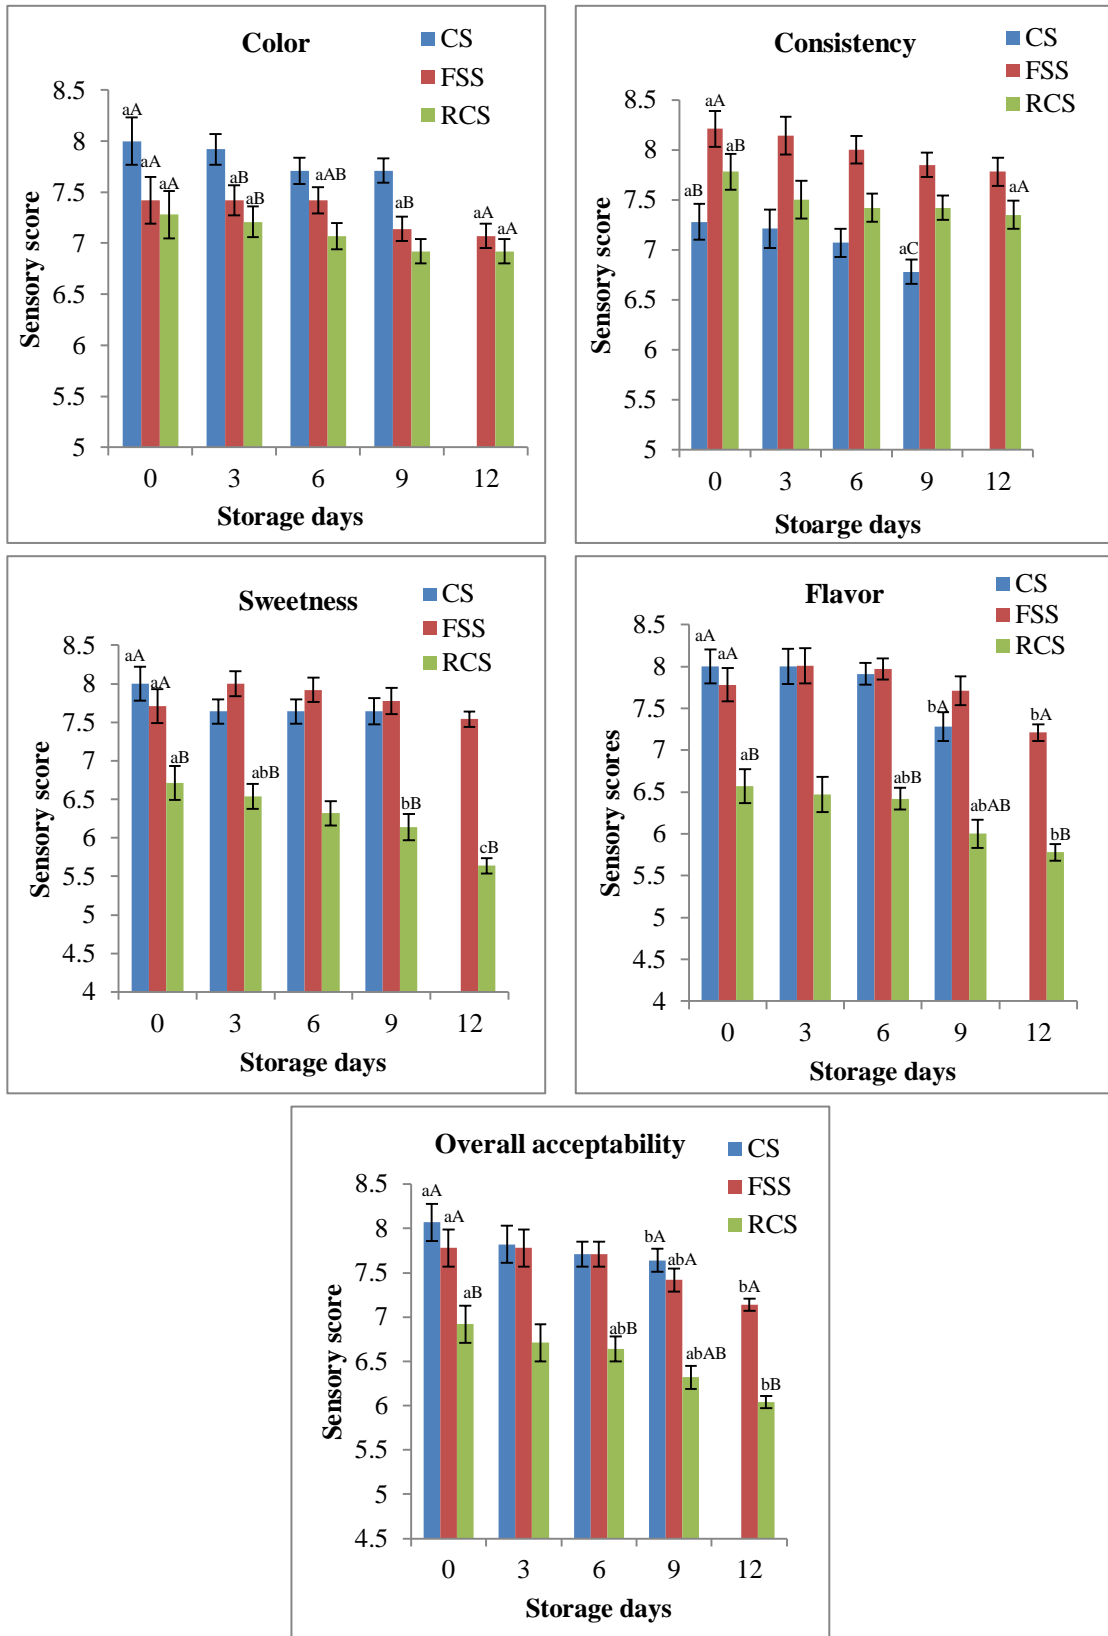 Color
CS
FSS
RCS
8.5
8
7.5
7
6.5
6
5.5
5
Sensory score
aA
aA
aA
aB
aB
aAB
aB
aA
aA
0 3 6 9 12
Storage days
Consistency
CS
FSS
RCS
8.5
8
7.5
7
6.5
6
5.5
5
Sensory score
aB
aA
aB
aC
aA
0 3 6 9 12
Stoarge days
Sweetness
CS
FSS
RCS
8.5
8
7.5
7
6.5
6
5.5
5
4.5
4
Sensory score
aA
aA
aB
abB
bB
cB
0 3 6 9 12
Storage days
Flavor
CS
FSS
RCS
8.5
8
7.5
7
6.5
6
5.5
5
4.5
4
Sensory scores
aA
aA
aB
abB
bA
abAB
bA
bB
0 3 6 9 12
Storage days
Overall acceptability
CS
FSS
RCS
8.5
8
7.5
7
6.5
6
5.5
5
4.5
Sensory score
aA
aA
aB
abB
bA
abA
abAB
bA
bB
0 3 6 9 12
Storage days